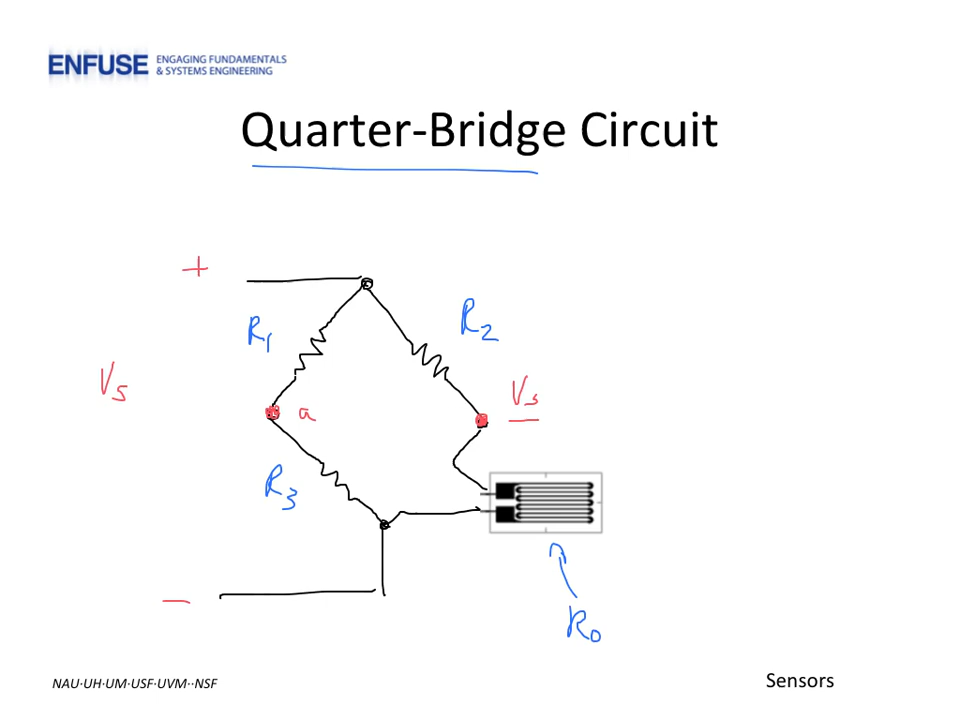 ENFUSE ENGAGING FUNDAMENTALS
& SYSTEMS ENGINEERING
Quarter-Bridge Circuit
+
R1
R2
Vs
Vs
a
R3
−
R0
NAU·UH·UM·USF·UVM··NSF
Sensors